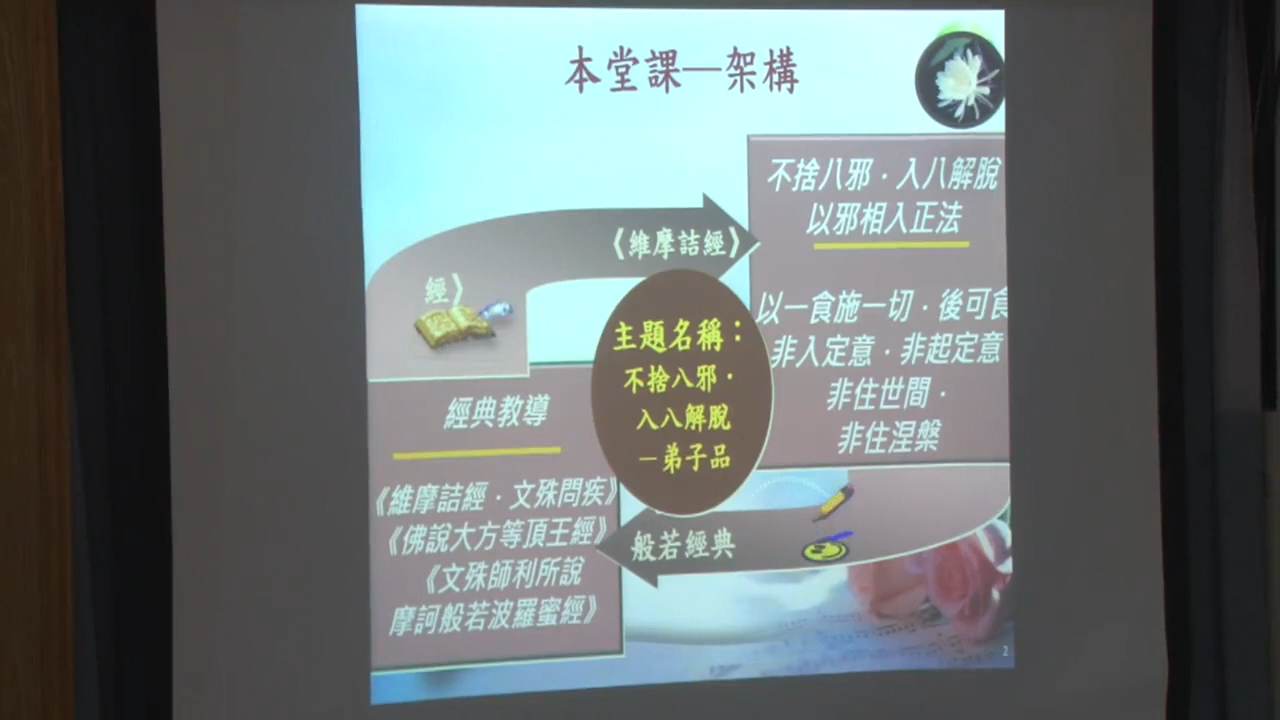 本堂課—架構
不捨八邪．入八解脫
以邪相入正法
《維摩詰經》
經》
以一食施一切．後可食
非入定意．非起定意
非住世間．
非住涅槃
主題名稱：
不捨八邪．
入八解脫
－弟子品
經典教導
《維摩詰經．文殊問疾》
《佛說大方等頂王經》
《文殊師利所說
摩訶般若波羅蜜經》
般若經典
2